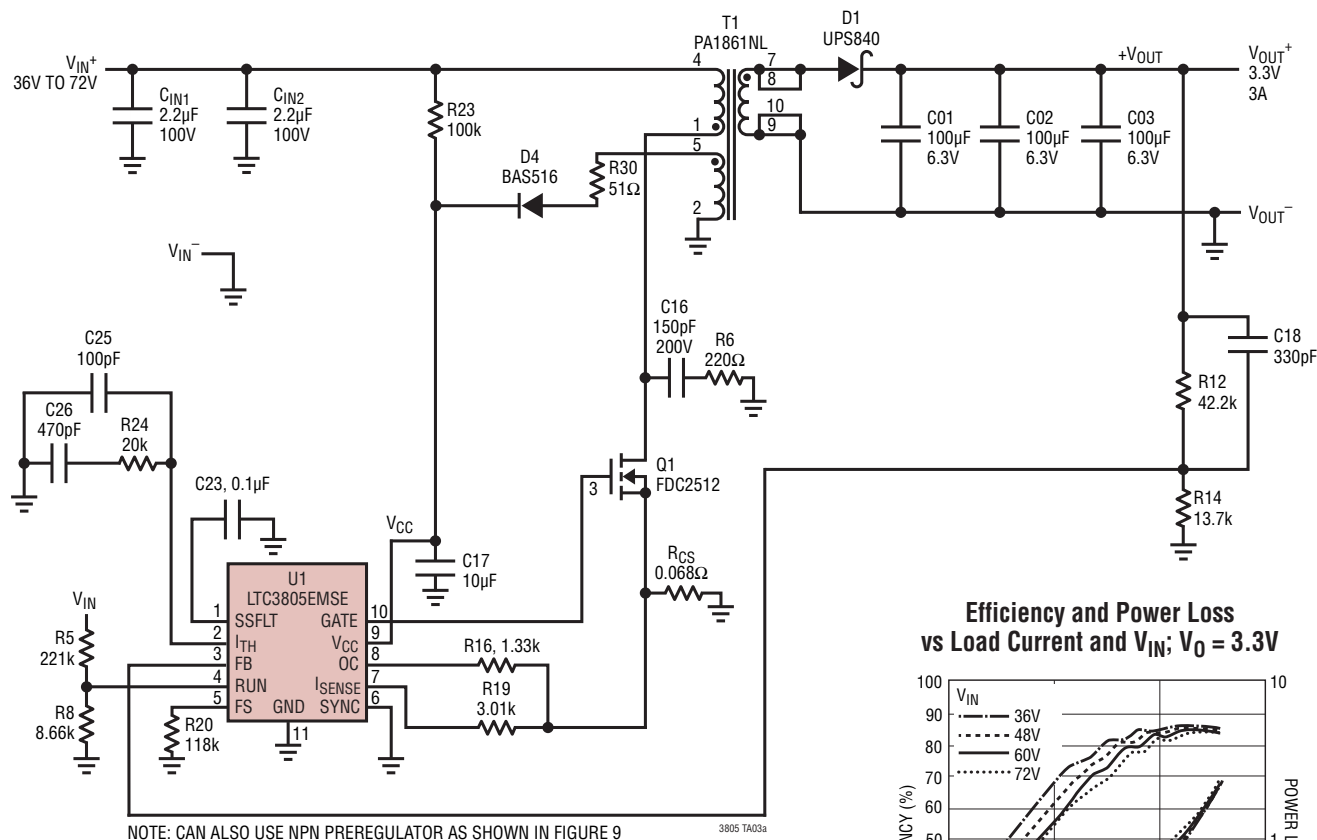 V_IN+
36V TO 72V
C_IN1
2.2µF
100V
C_IN2
2.2µF
100V
R23
100k
D4
BAS516
R30
51Ω
T1
PA1861NL
4
1
5
2
7
8
10
9
D1
UPS840
C01
100µF
6.3V
C02
100µF
6.3V
C03
100µF
6.3V
+V_OUT
V_OUT+
3.3V
3A
V_OUT−
V_IN−
C16
150pF
200V
R6
220Ω
C18
330pF
R12
42.2k
R14
13.7k
C25
100pF
C26
470pF
R24
20k
C23, 0.1µF
V_CC
C17
10µF
3
Q1
FDC2512
R_CS
0.068Ω
V_IN
R5
221k
R8
8.66k
R20
118k
U1
LTC3805EMSE
1
SSFLT
2
I_TH
3
FB
4
RUN
5
FS
GND
11
GATE
10
V_CC
9
OC
8
I_SENSE
7
SYNC
6
R16, 1.33k
R19
3.01k
NOTE: CAN ALSO USE NPN PREREGULATOR AS SHOWN IN FIGURE 9
3805 TA03a
Efficiency and Power Loss
vs Load Current and V_IN; V_O = 3.3V
100
90
80
70
60
V_IN
36V
48V
60V
72V
10